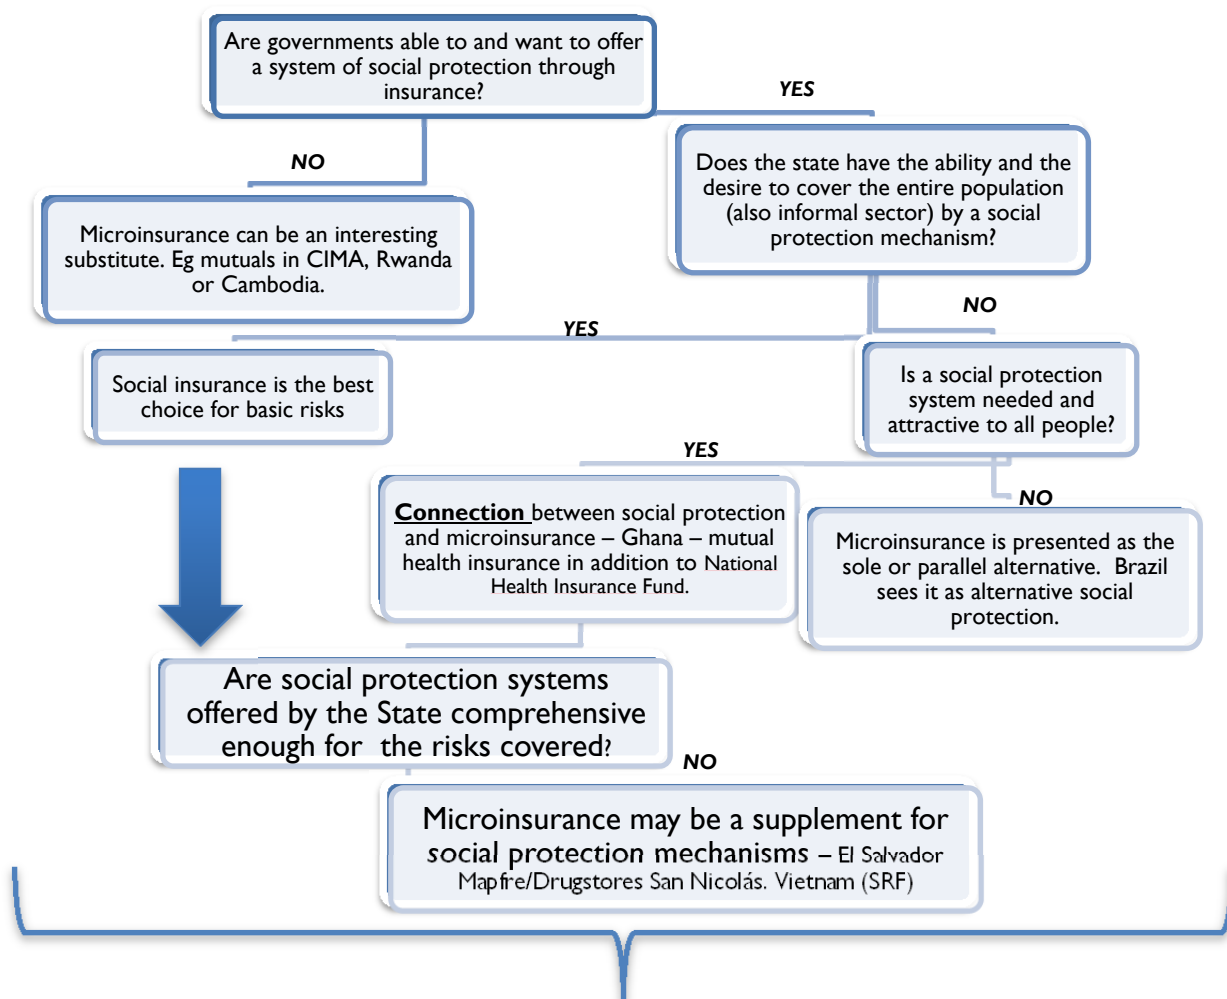 Are governments able to and want to offer
a system of social protection through
insurance?
YES
NO
Does the state have the ability and the
desire to cover the entire population
(also informal sector) by a social
protection mechanism?
Microinsurance can be an interesting
substitute. Eg mutuals in CIMA, Rwanda
or Cambodia.
NO
YES
Social insurance is the best
choice for basic risks
Is a social protection
system needed and
attractive to all people?
YES
NO
Connection between social protection
and microinsurance – Ghana – mutual
health insurance in addition to National
Health Insurance Fund.
Microinsurance is presented as the
sole or parallel alternative. Brazil
sees it as alternative social
protection.
Are social protection systems
offered by the State comprehensive
enough for the risks covered?
NO
Microinsurance may be a supplement for
social protection mechanisms – El Salvador
Mapfre/Drugstores San Nicolás. Vietnam (SRF)